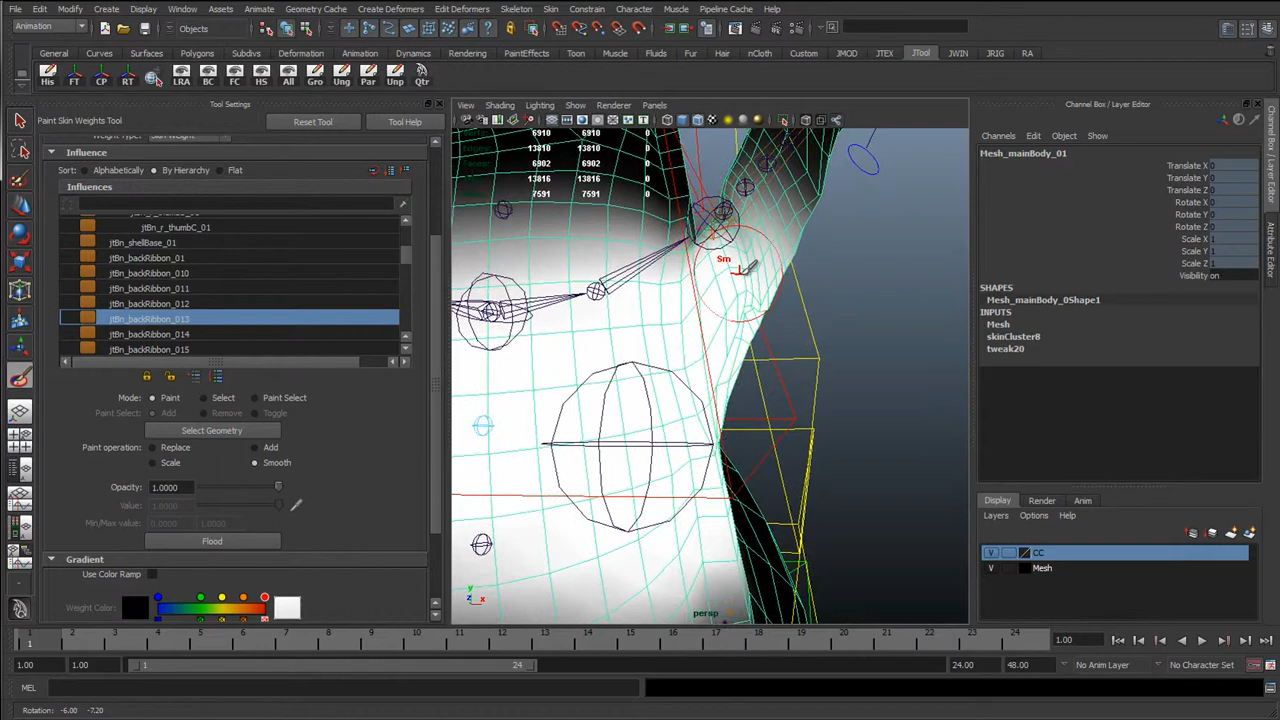 File Edit Modify Create Display Window Assets Animate Geometry Cache Create Deformers Edit Deformers Skeleton Skin Constrain Character Muscle Pipeline Cache Help
Animation Objects
General Curves Surfaces Polygons Subdivs Deformation Animation Dynamics Rendering PaintEffects Toon Muscle Fluids Fur Hair nCloth Custom JMOD JTEX JTool JWIN JRIG RA
His FT CP RT LRA BC FC HS All Gro Ung Par Unp Qtr
Tool Settings
Paint Skin Weights Tool Reset Tool Tool Help
Influence
Sort: Alphabetically By Hierarchy Flat
Influences
jtBn_r_thumbC_01
jtBn_shellBase_01
jtBn_backRibbon_01
jtBn_backRibbon_010
jtBn_backRibbon_011
jtBn_backRibbon_012
jtBn_backRibbon_013
jtBn_backRibbon_014
jtBn_backRibbon_015
Mode: Paint Select Paint Select
Paint Select: Add Remove Toggle
Select Geometry
Paint operation: Replace Add
Scale Smooth
Opacity: 1.0000
Value: 1.0000
Min/Max value: 0.0000 1.0000
Flood
Gradient
Use Color Ramp
Weight Color:
View Shading Lighting Show Renderer Panels
6910 6910 0
Edges: 13810 13810 0
Faces: 6902 6902 0
13816 13816 0
7591 7591 0
Sm
persp
y
z x
Channel Box / Layer Editor
Channels Edit Object Show
Mesh_mainBody_01
Translate X 0
Translate Y 0
Translate Z 0
Rotate X 0
Rotate Y 0
Rotate Z 0
Scale X 1
Scale Y 1
Scale Z 1
Visibility on
SHAPES
Mesh_mainBody_0Shape1
INPUTS
Mesh
skinCluster8
tweak20
Display Render Anim
Layers Options Help
V CC
V Mesh
Channel Box / Layer Editor
Attribute Editor
1 2 3 4 5 6 7 8 9 10 11 12 13 14 15 16 17 18 19 20 21 22 23 24 1.00
1
1.00 1.00 1 24 24.00 48.00 No Anim Layer No Character Set
MEL
Rotation: -6.00 -7.20